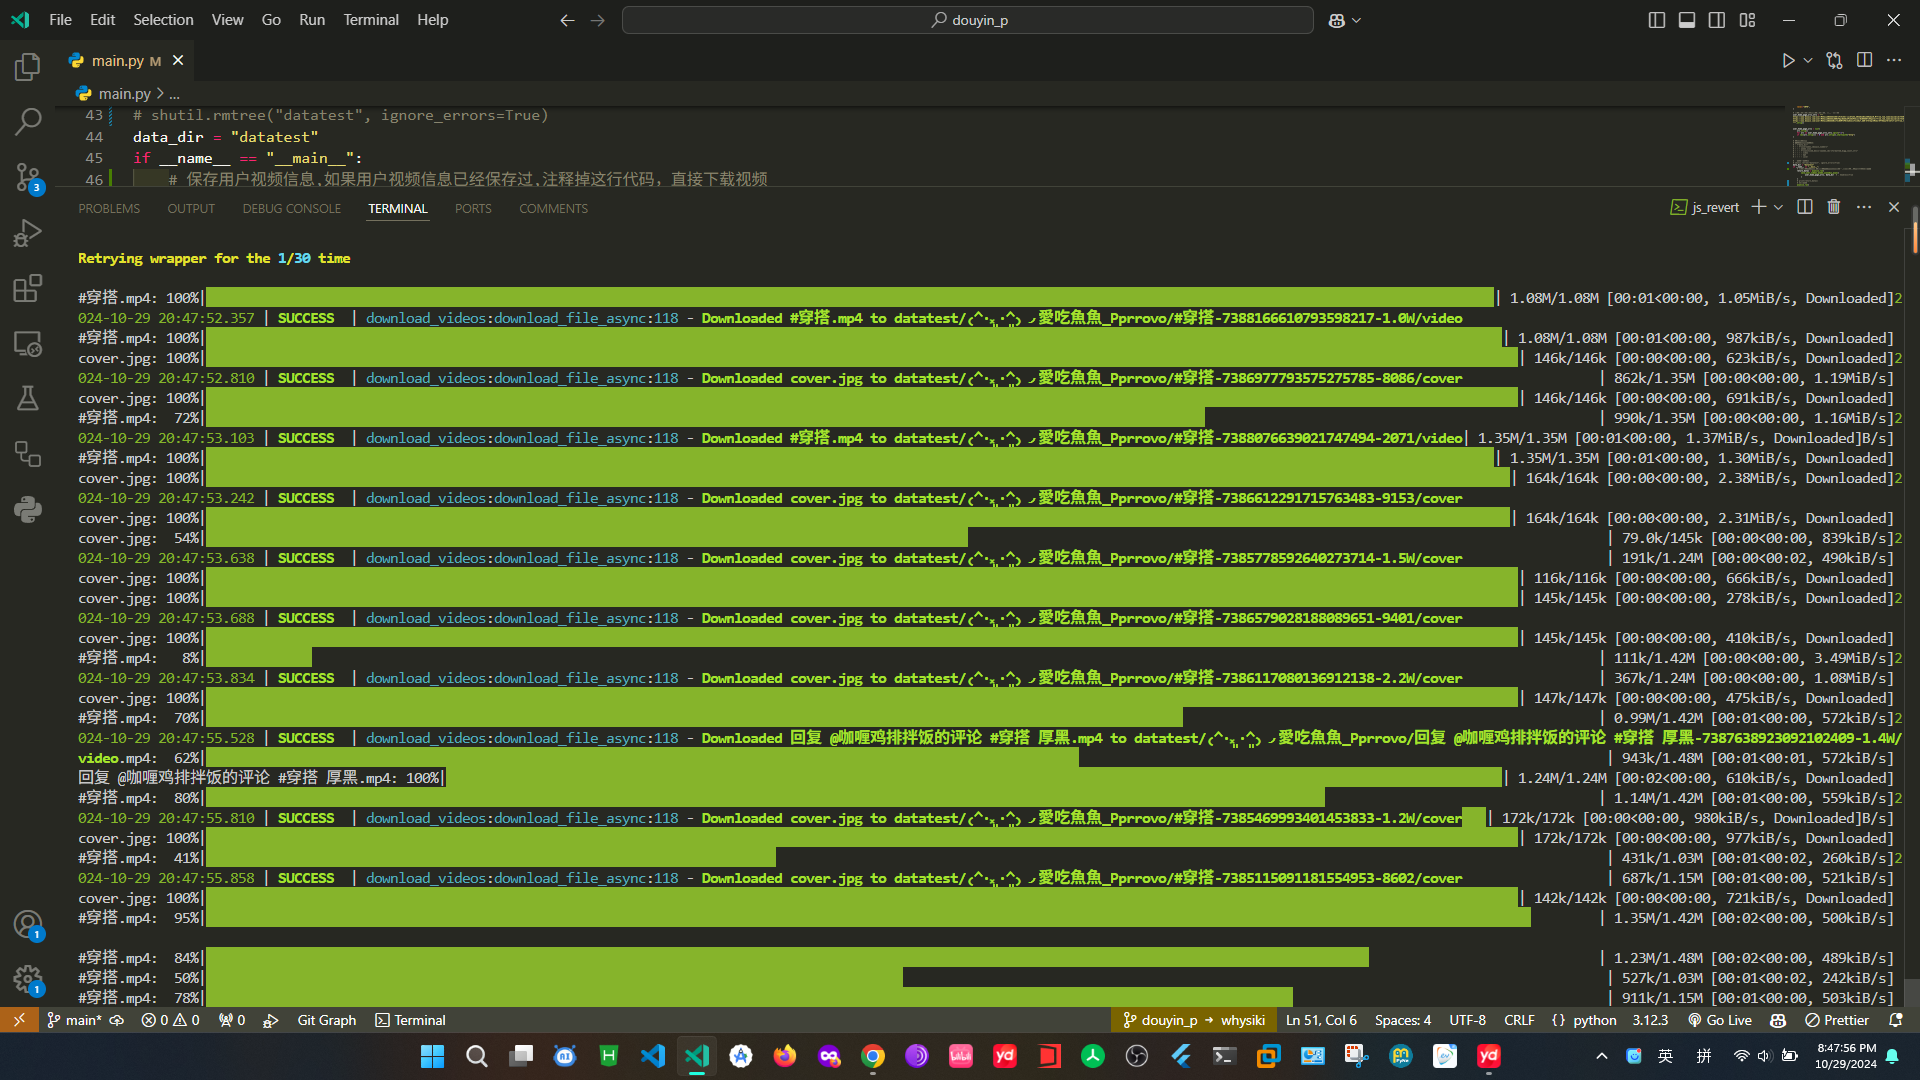 File Edit Selection View Go Run Terminal Help
douyin_p
main.py M
main.py > ...
43 # shutil.rmtree("datatest", ignore_errors=True)
44 data_dir = "datatest"
45 if __name__ == "__main__":
46 # 保存用户视频信息,如果用户视频信息已经保存过,注释掉这行代码，直接下载视频
3
PROBLEMS OUTPUT DEBUG CONSOLE TERMINAL PORTS COMMENTS
js_revert
Retrying wrapper for the 1/30 time
#穿搭.mp4: 100%| | 1.08M/1.08M [00:01<00:00, 1.05MiB/s, Downloaded]2
024-10-29 20:47:52.357 | SUCCESS | download_videos:download_file_async:118 - Downloaded #穿搭.mp4 to datatest/ 愛吃魚魚_Pprrovo/#穿搭-7388166610793598217-1.0W/video
#穿搭.mp4: 100%| | 1.08M/1.08M [00:01<00:00, 987kiB/s, Downloaded]
cover.jpg: 100%| | 146k/146k [00:00<00:00, 623kiB/s, Downloaded]2
024-10-29 20:47:52.810 | SUCCESS | download_videos:download_file_async:118 - Downloaded cover.jpg to datatest/ 愛吃魚魚_Pprrovo/#穿搭-7386977793575275785-8086/cover | 862k/1.35M [00:00<00:00, 1.19MiB/s]
cover.jpg: 100%| | 146k/146k [00:00<00:00, 691kiB/s, Downloaded]
#穿搭.mp4: 72%| | 990k/1.35M [00:00<00:00, 1.16MiB/s]2
024-10-29 20:47:53.103 | SUCCESS | download_videos:download_file_async:118 - Downloaded #穿搭.mp4 to datatest/ 愛吃魚魚_Pprrovo/#穿搭-7388076639021747494-2071/video| 1.35M/1.35M [00:01<00:00, 1.37MiB/s, Downloaded]B/s]
#穿搭.mp4: 100%| | 1.35M/1.35M [00:01<00:00, 1.30MiB/s, Downloaded]
cover.jpg: 100%| | 164k/164k [00:00<00:00, 2.38MiB/s, Downloaded]2
024-10-29 20:47:53.242 | SUCCESS | download_videos:download_file_async:118 - Downloaded cover.jpg to datatest/ 愛吃魚魚_Pprrovo/#穿搭-7386612291715763483-9153/cover
cover.jpg: 100%| | 164k/164k [00:00<00:00, 2.31MiB/s, Downloaded]
cover.jpg: 54%| | 79.0k/145k [00:00<00:00, 839kiB/s]2
024-10-29 20:47:53.638 | SUCCESS | download_videos:download_file_async:118 - Downloaded cover.jpg to datatest/ 愛吃魚魚_Pprrovo/#穿搭-7385778592640273714-1.5W/cover | 191k/1.24M [00:00<00:02, 490kiB/s]
cover.jpg: 100%| | 116k/116k [00:00<00:00, 666kiB/s, Downloaded]
cover.jpg: 100%| | 145k/145k [00:00<00:00, 278kiB/s, Downloaded]2
024-10-29 20:47:53.688 | SUCCESS | download_videos:download_file_async:118 - Downloaded cover.jpg to datatest/ 愛吃魚魚_Pprrovo/#穿搭-7386579028188089651-9401/cover
cover.jpg: 100%| | 145k/145k [00:00<00:00, 410kiB/s, Downloaded]
#穿搭.mp4: 8%| | 111k/1.42M [00:00<00:00, 3.49MiB/s]2
024-10-29 20:47:53.834 | SUCCESS | download_videos:download_file_async:118 - Downloaded cover.jpg to datatest/ 愛吃魚魚_Pprrovo/#穿搭-7386117080136912138-2.2W/cover | 367k/1.24M [00:00<00:00, 1.08MiB/s]
cover.jpg: 100%| | 147k/147k [00:00<00:00, 475kiB/s, Downloaded]
#穿搭.mp4: 70%| | 0.99M/1.42M [00:01<00:00, 572kiB/s]2
024-10-29 20:47:55.528 | SUCCESS | download_videos:download_file_async:118 - Downloaded 回复 @咖喱鸡排拌饭的评论 #穿搭 厚黑.mp4 to datatest/ 愛吃魚魚_Pprrovo/回复 @咖喱鸡排拌饭的评论 #穿搭 厚黑-7387638923092102409-1.4W/
video.mp4: 62%| | 943k/1.48M [00:01<00:01, 572kiB/s]
回复 @咖喱鸡排拌饭的评论 #穿搭 厚黑.mp4: 100%| | 1.24M/1.24M [00:02<00:00, 610kiB/s, Downloaded]
#穿搭.mp4: 80%| | 1.14M/1.42M [00:01<00:00, 559kiB/s]2
024-10-29 20:47:55.810 | SUCCESS | download_videos:download_file_async:118 - Downloaded cover.jpg to datatest/ 愛吃魚魚_Pprrovo/#穿搭-7385469993401453833-1.2W/cover | 172k/172k [00:00<00:00, 980kiB/s, Downloaded]B/s]
cover.jpg: 100%| | 172k/172k [00:00<00:00, 977kiB/s, Downloaded]
#穿搭.mp4: 41%| | 431k/1.03M [00:01<00:02, 260kiB/s]2
024-10-29 20:47:55.858 | SUCCESS | download_videos:download_file_async:118 - Downloaded cover.jpg to datatest/ 愛吃魚魚_Pprrovo/#穿搭-7385115091181554953-8602/cover | 687k/1.15M [00:01<00:00, 521kiB/s]
cover.jpg: 100%| | 142k/142k [00:00<00:00, 721kiB/s, Downloaded]
#穿搭.mp4: 95%| | 1.35M/1.42M [00:02<00:00, 500kiB/s]
1
#穿搭.mp4: 84%| | 1.23M/1.48M [00:02<00:00, 489kiB/s]
#穿搭.mp4: 50%| | 527k/1.03M [00:01<00:02, 242kiB/s]
1
#穿搭.mp4: 78%| | 911k/1.15M [00:01<00:00, 503kiB/s]
main* 0 0 0 Git Graph Terminal douyin_p → whysiki Ln 51, Col 6 Spaces: 4 UTF-8 CRLF {} python 3.12.3 Go Live Prettier
英 拼 8:47:56 PM
10/29/2024